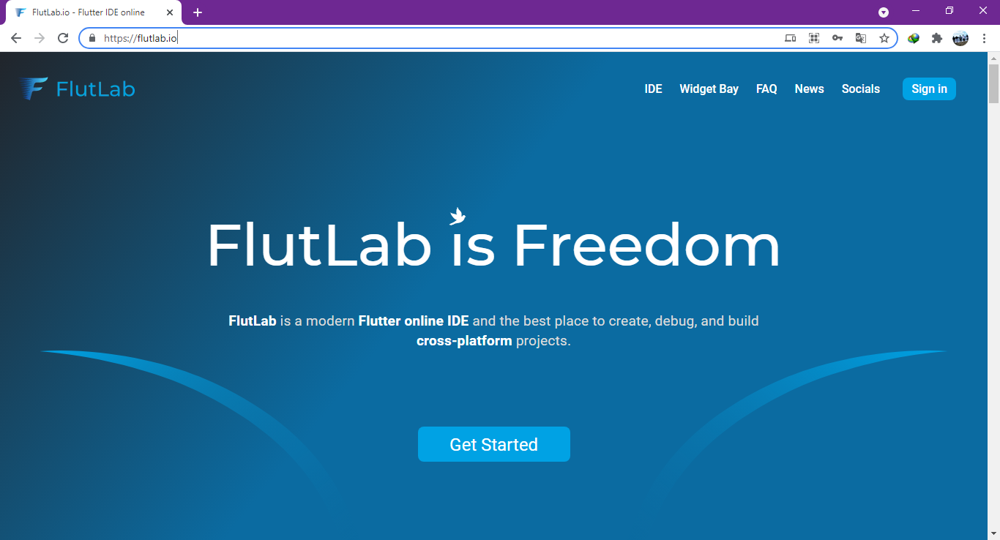 FlutLab.io - Flutter IDE online
https://flutlab.io
FlutLab
IDE Widget Bay FAQ News Socials Sign in
FlutLab is Freedom
FlutLab is a modern Flutter online IDE and the best place to create, debug, and build
cross-platform projects.
Get Started